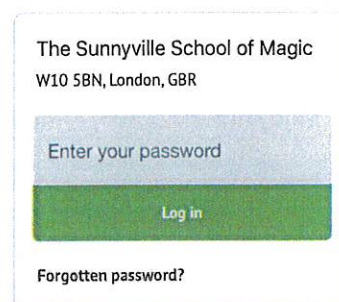 The Sunnyville School of Magic
W10 5BN, London, GBR
Enter your password
Log in
Forgotten password?